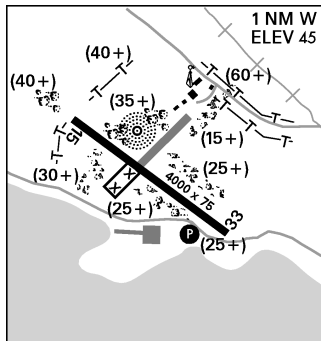 1 NM W
ELEV 45
(40+)
(60+)
(40+)
(35+)
(15+)
15
(25+)
(30+)
X
X
4000 x 75
(25+)
33
P
(25+)